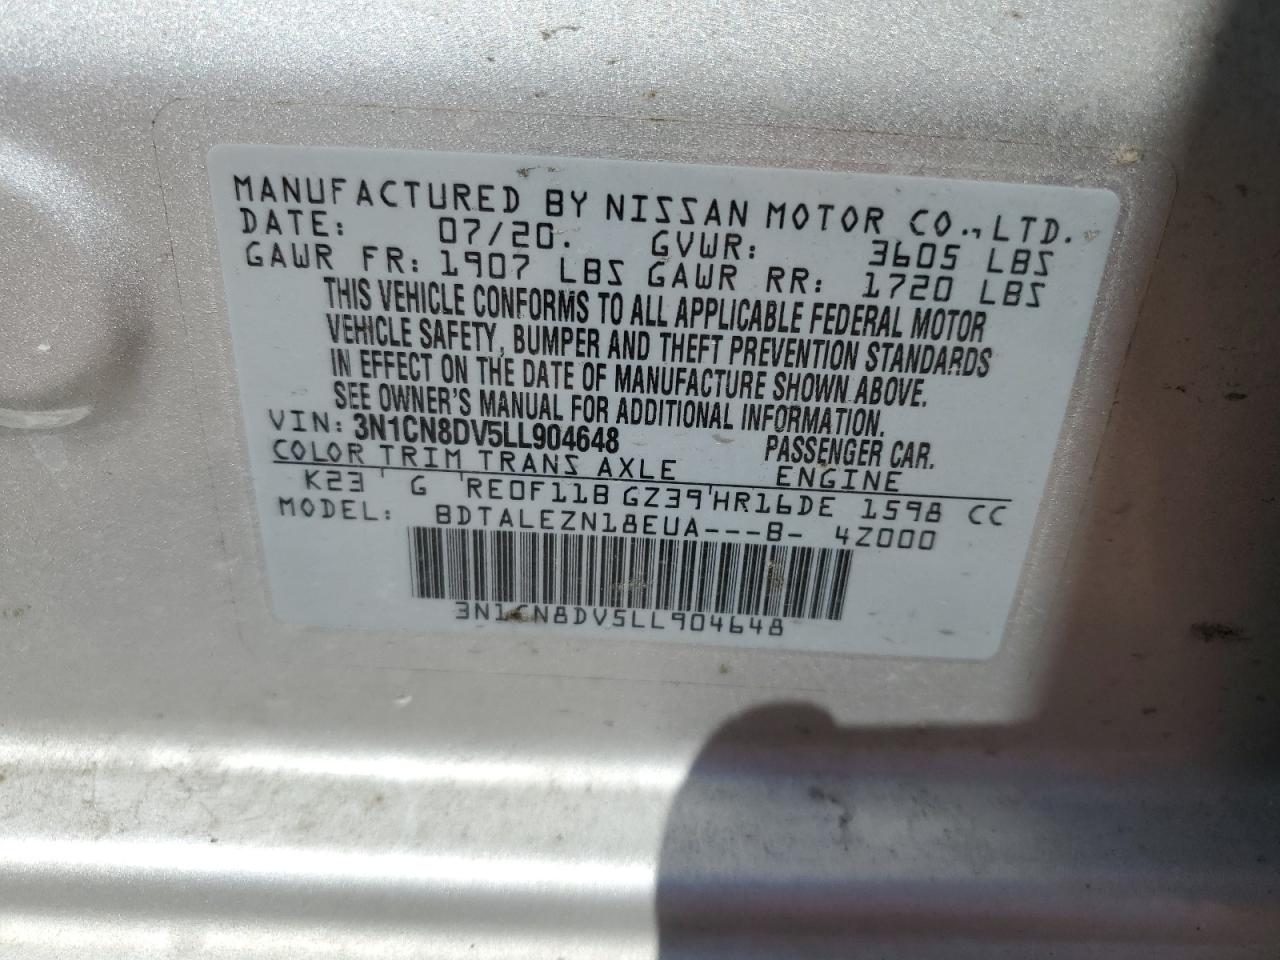 MANUFACTURED BY NISSAN MOTOR CO.,LTD.
DATE: 07/20. GVWR: 3605 LBS
GAWR FR: 1907 LBS GAWR RR: 1720 LBS
THIS VEHICLE CONFORMS TO ALL APPLICABLE FEDERAL MOTOR
VEHICLE SAFETY, BUMPER AND THEFT PREVENTION STANDARDS
IN EFFECT ON THE DATE OF MANUFACTURE SHOWN ABOVE.
SEE OWNER'S MANUAL FOR ADDITIONAL INFORMATION.
VIN: 3N1CN8DV5LL904648 PASSENGER CAR.
COLOR TRIM TRANS AXLE ENGINE
K23 ' G 'RE0F11B GZ39'HR16DE 1598 CC
MODEL: BDTALEZN18EUA---B- 4Z000
3N1CN8DV5LL904648